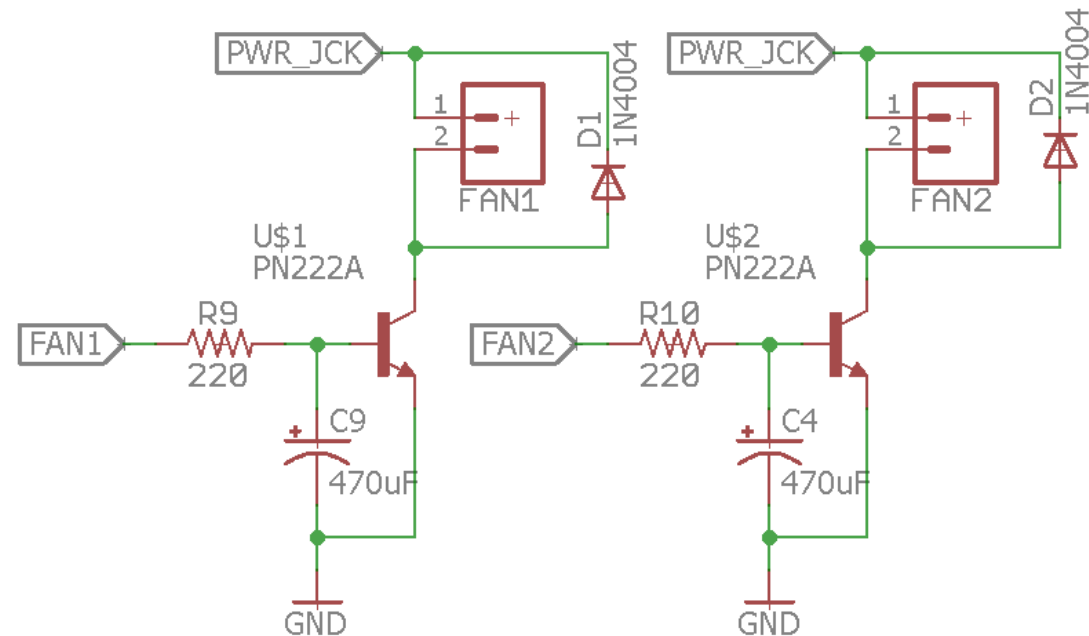 PWR_JCK
1
2
+
FAN1
D1
1N4004
U$1
PN222A
FAN1
R9
220
+
C9
470uF
GND
PWR_JCK
1
2
+
FAN2
D2
1N4004
U$2
PN222A
FAN2
R10
220
+
C4
470uF
GND